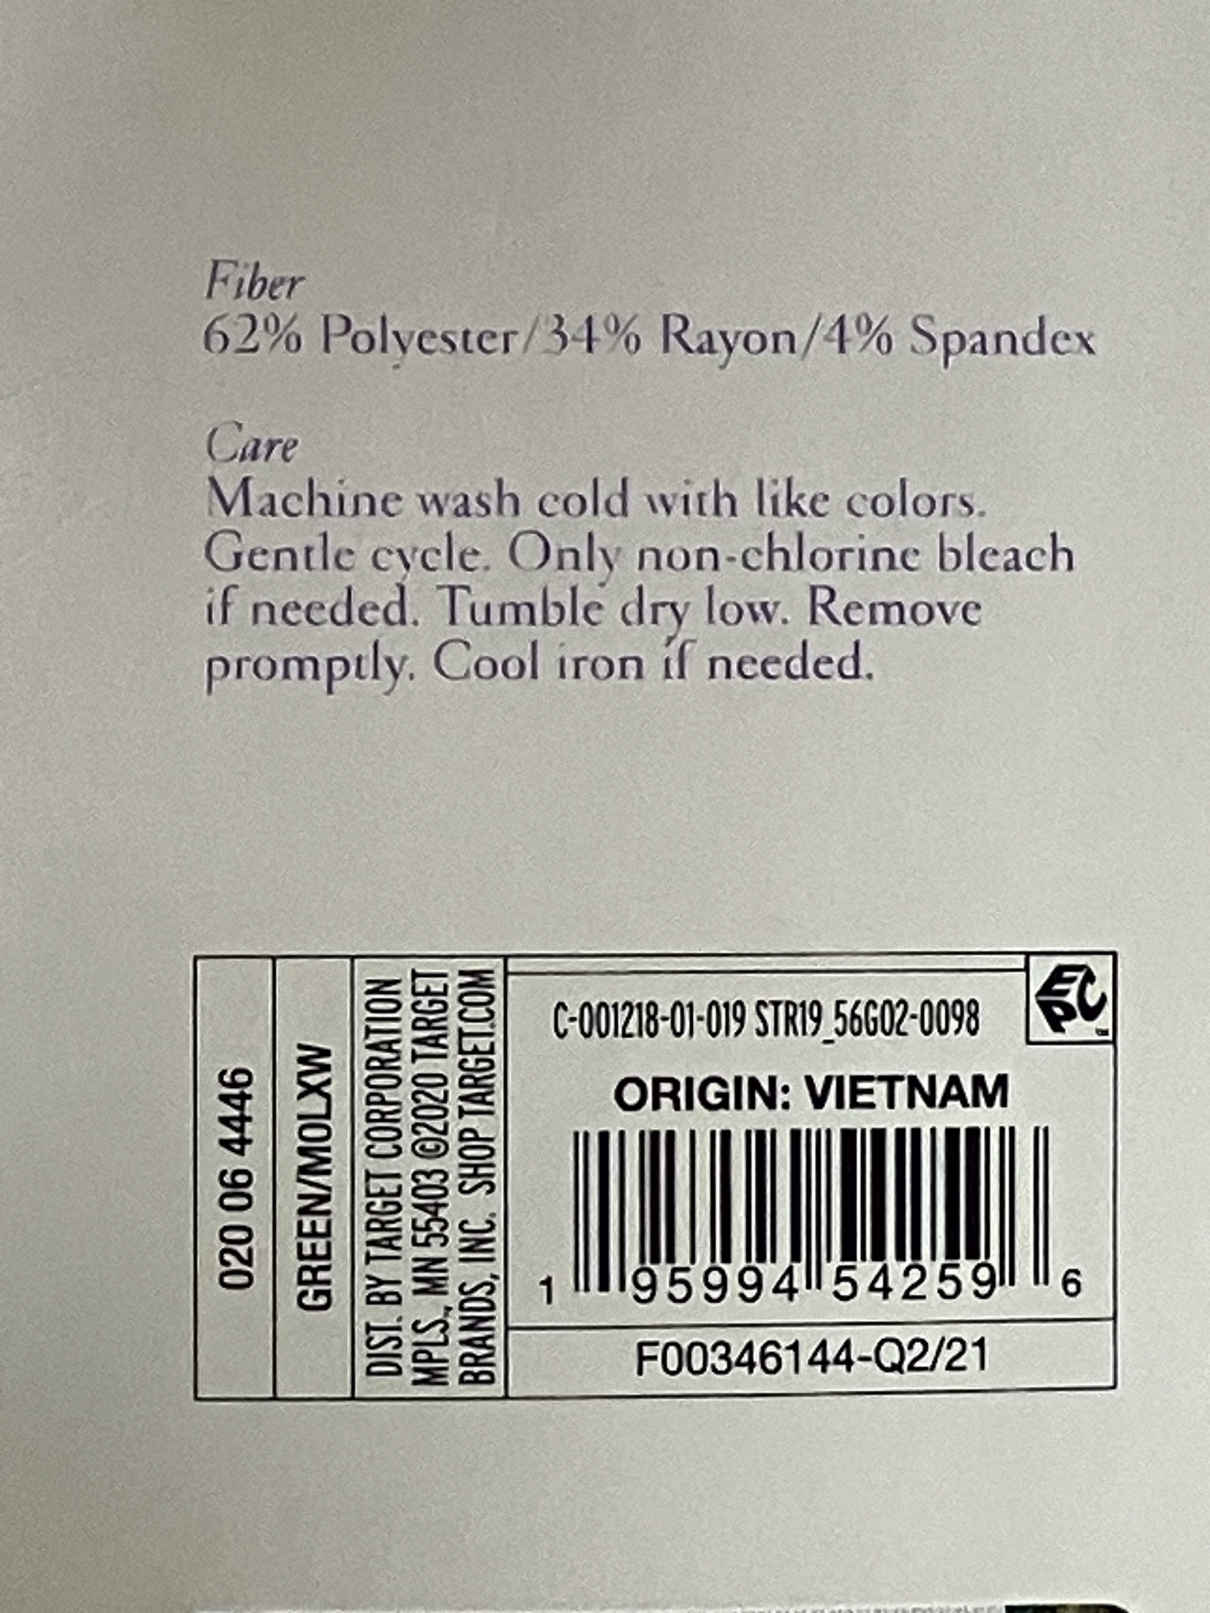 Fiber
62% Polyester/34% Rayon/4% Spandex
Care
Machine wash cold with like colors.
Gentle cycle. Only non-chlorine bleach
if needed. Tumble dry low. Remove
promptly. Cool iron if needed.
020 06 4446
GREEN/MOLXW
DIST. BY TARGET CORPORATION
MPLS., MN 55403 ©2020 TARGET
BRANDS, INC. SHOP TARGET.COM
C-001218-01-019 STR19_56G02-0098
EPC™
ORIGIN: VIETNAM
1 95994 54259 6
F00346144-Q2/21